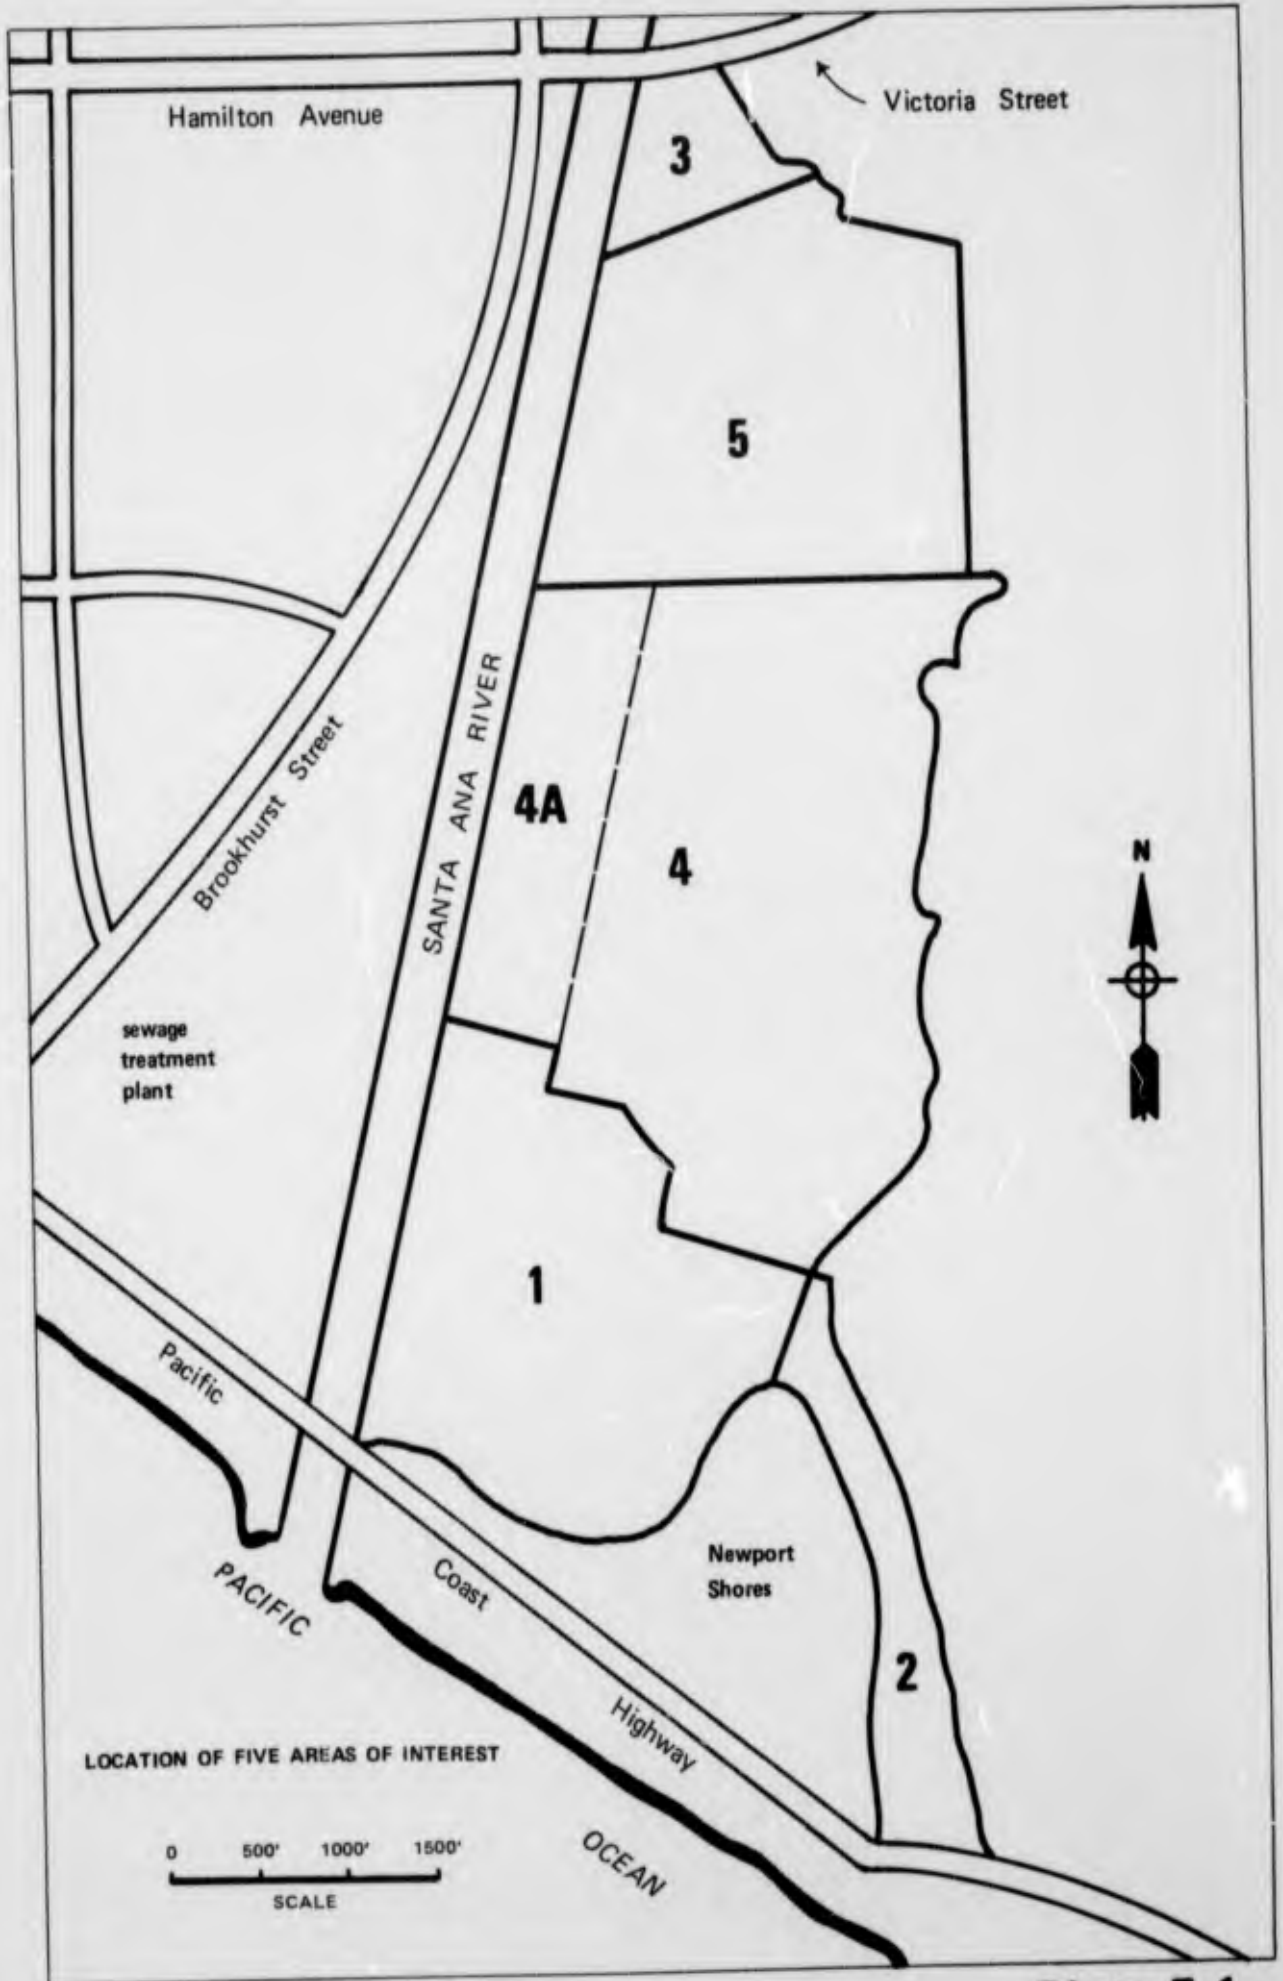 Hamilton Avenue
Victoria Street
3
5
SANTA ANA RIVER
4A
4
Brookhurst Street
N
sewage
treatment
plant
1
Pacific
Coast
Highway
Newport
Shores
2
PACIFIC
OCEAN
LOCATION OF FIVE AREAS OF INTEREST
0 500' 1000' 1500'
SCALE